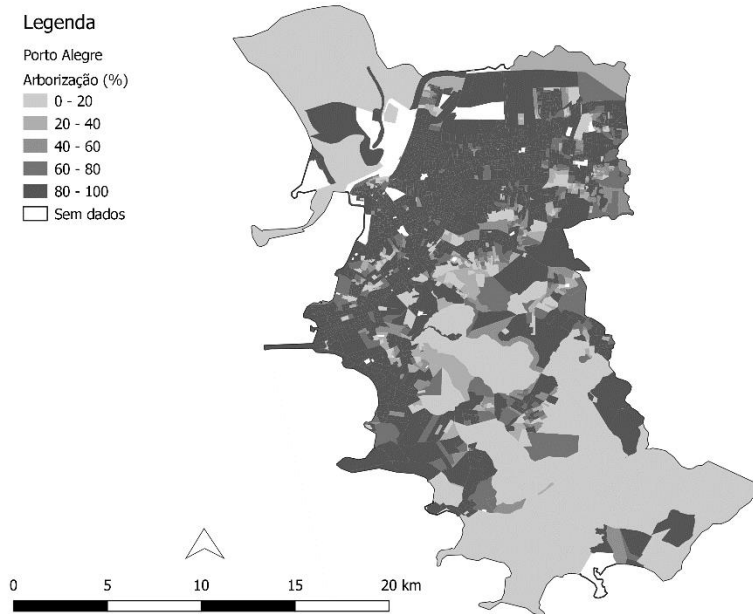 Legenda
Porto Alegre
Arborização (%)
0 - 20
20 - 40
40 - 60
60 - 80
80 - 100
Sem dados
0 5 10 15 20 km